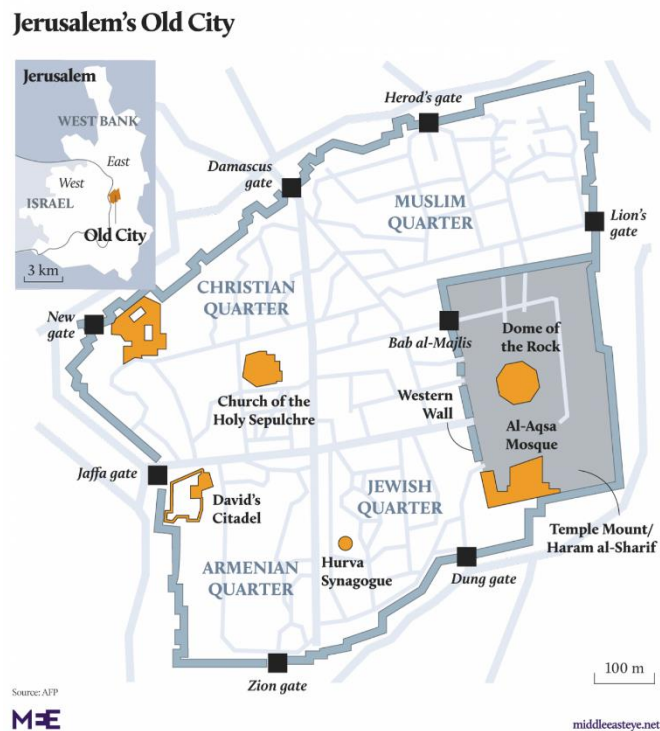 Jerusalem's Old City
Jerusalem
WEST BANK
East
West
ISRAEL
Old City
3 km
Herod's gate
Damascus
gate
MUSLIM
QUARTER
Lion's
gate
CHRISTIAN
QUARTER
New
gate
Bab al-Majlis
Dome of
the Rock
Church of the
Holy Sepulchre
Western
Wall
Al-Aqsa
Mosque
Jaffa gate
David's
Citadel
JEWISH
QUARTER
Temple Mount/
Haram al-Sharif
ARMENIAN
QUARTER
Hurva
Synagogue
Dung gate
Zion gate
100 m
Source: AFP
MEE
middleeasteye.net